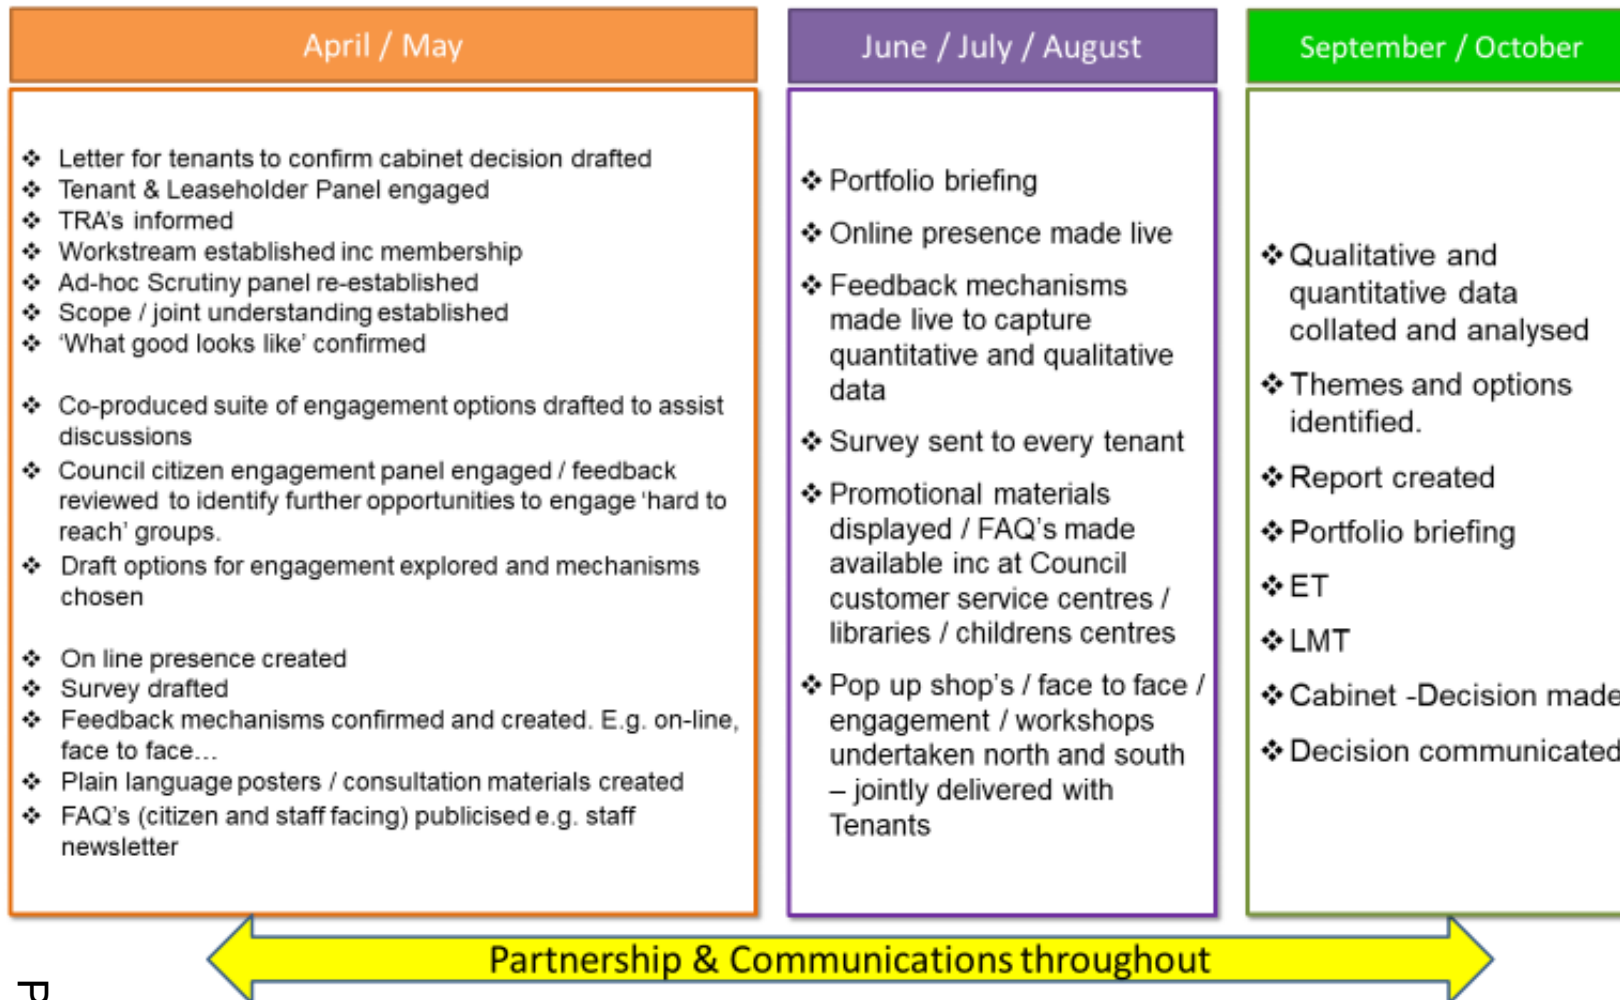 April / May
Letter for tenants to confirm cabinet decision drafted
Tenant & Leaseholder Panel engaged
TRA's informed
Workstream established inc membership
Ad-hoc Scrutiny panel re-established
Scope / joint understanding established
‘What good looks like’ confirmed
Co-produced suite of engagement options drafted to assist
discussions
Council citizen engagement panel engaged / feedback
reviewed to identify further opportunities to engage ‘hard to
reach’ groups.
Draft options for engagement explored and mechanisms
chosen
On line presence created
Survey drafted
Feedback mechanisms confirmed and created. E.g. on-line,
face to face…
Plain language posters / consultation materials created
FAQ's (citizen and staff facing) publicised e.g. staff
newsletter
June / July / August
Portfolio briefing
Online presence made live
Feedback mechanisms
made live to capture
quantitative and qualitative
data
Survey sent to every tenant
Promotional materials
displayed / FAQ's made
available inc at Council
customer service centres /
libraries / childrens centres
Pop up shop's / face to face /
engagement / workshops
undertaken north and south
– jointly delivered with
Tenants
September / October
Qualitative and
quantitative data
collated and analysed
Themes and options
identified.
Report created
Portfolio briefing
ET
LMT
Cabinet -Decision made
Decision communicated
Partnership & Communications throughout
P